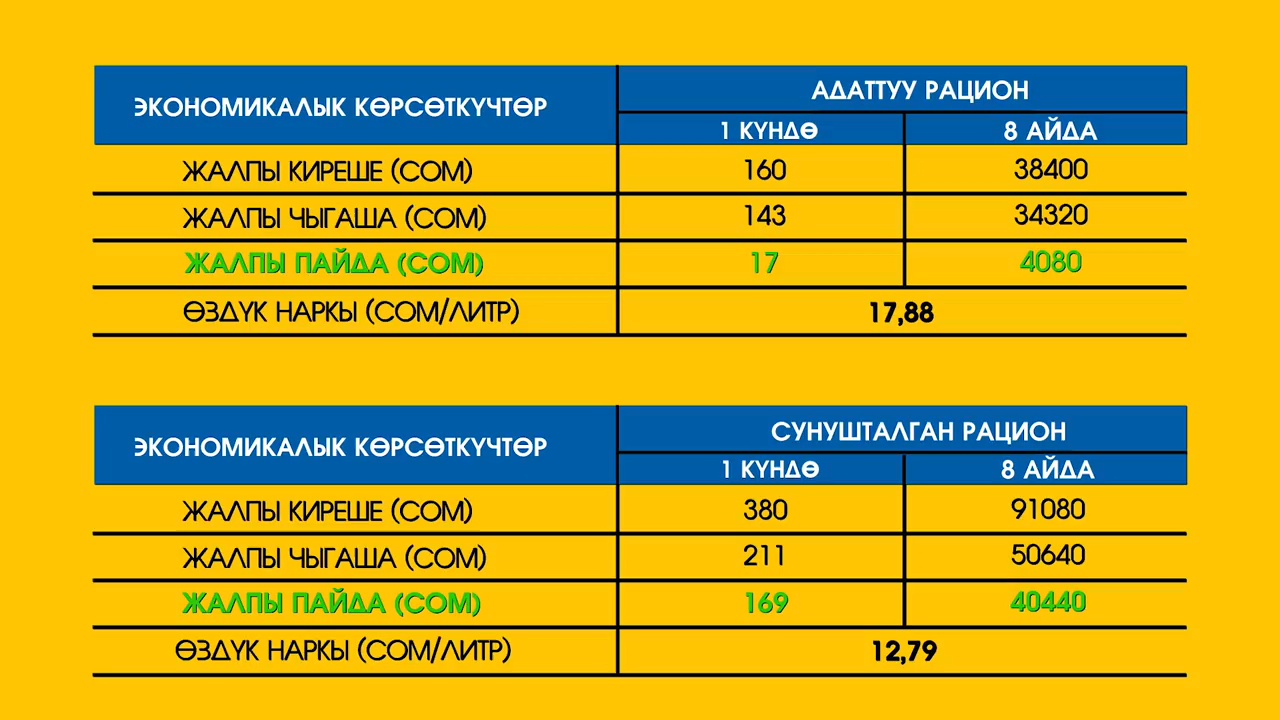 ЭКОНОМИКАЛЫК КӨРСӨТКҮЧТӨР
АДАТТУУ РАЦИОН
1 КҮНДӨ 8 АЙДА
ЖАЛПЫ КИРЕШЕ (СОМ) 160 38400
ЖАЛПЫ ЧЫГАША (СОМ) 143 34320
ЖАЛПЫ ПАЙДА (СОМ) 17 4080
ӨЗДҮК НАРКЫ (СОМ/ЛИТР) 17,88
ЭКОНОМИКАЛЫК КӨРСӨТКҮЧТӨР
СУНУШТАЛГАН РАЦИОН
1 КҮНДӨ 8 АЙДА
ЖАЛПЫ КИРЕШЕ (СОМ) 380 91080
ЖАЛПЫ ЧЫГАША (СОМ) 211 50640
ЖАЛПЫ ПАЙДА (СОМ) 169 40440
ӨЗДҮК НАРКЫ (СОМ/ЛИТР) 12,79